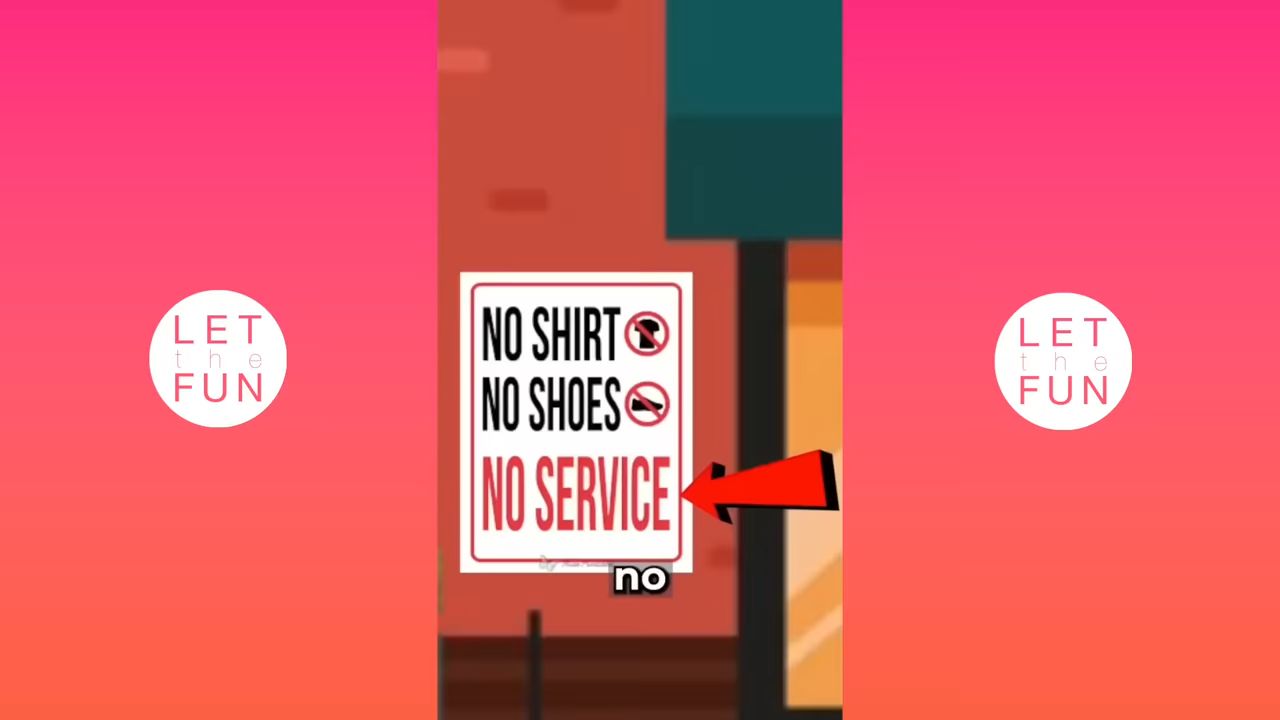 NO SHIRT
NO SHOES
NO SERVICE
no
LET
the
FUN
LET
the
FUN